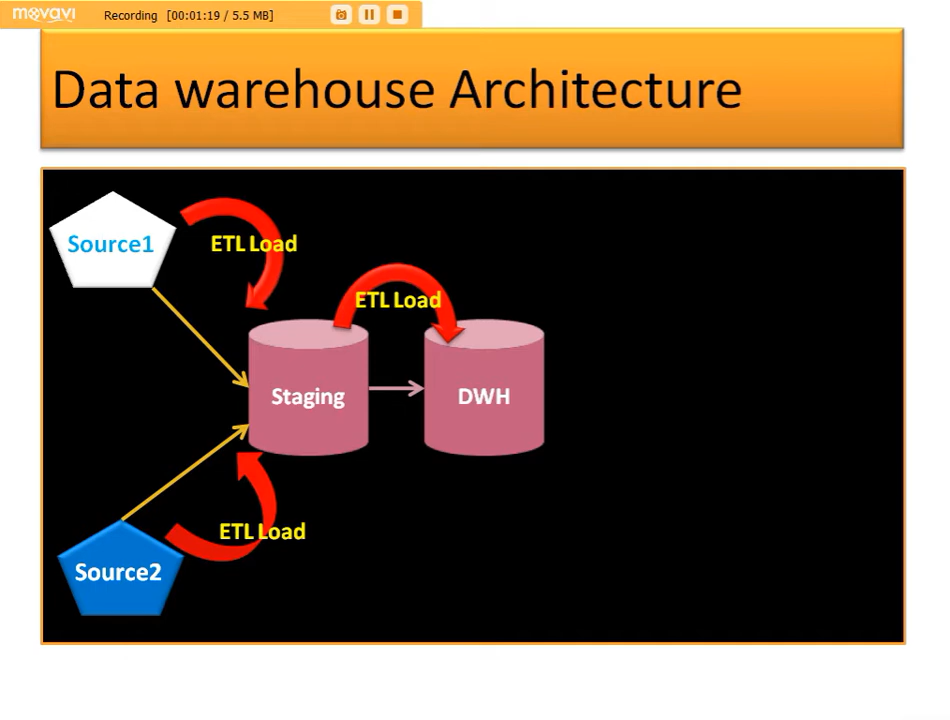 movavi Recording [00:01:19 / 5.5 MB]
Data warehouse Architecture
Source1
ETL Load
ETL Load
Staging
DWH
ETL Load
Source2